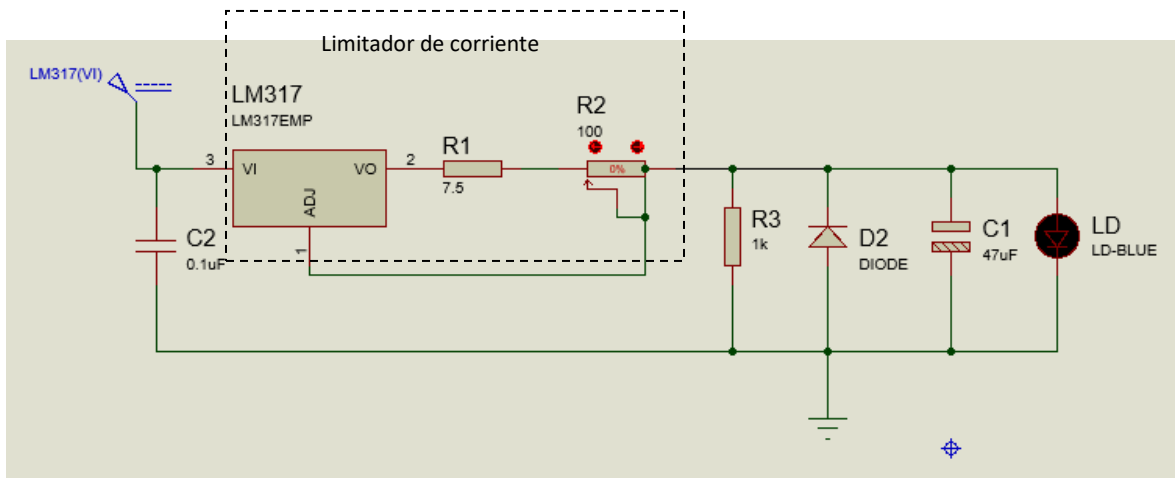 Limitador de corriente
LM317(VI)
LM317
LM317EMP
3
VI
VO
2
ADJ
1
R1
7.5
R2
100
0%
C2
0.1uF
R3
1k
D2
DIODE
C1
47uF
LD
LD-BLUE